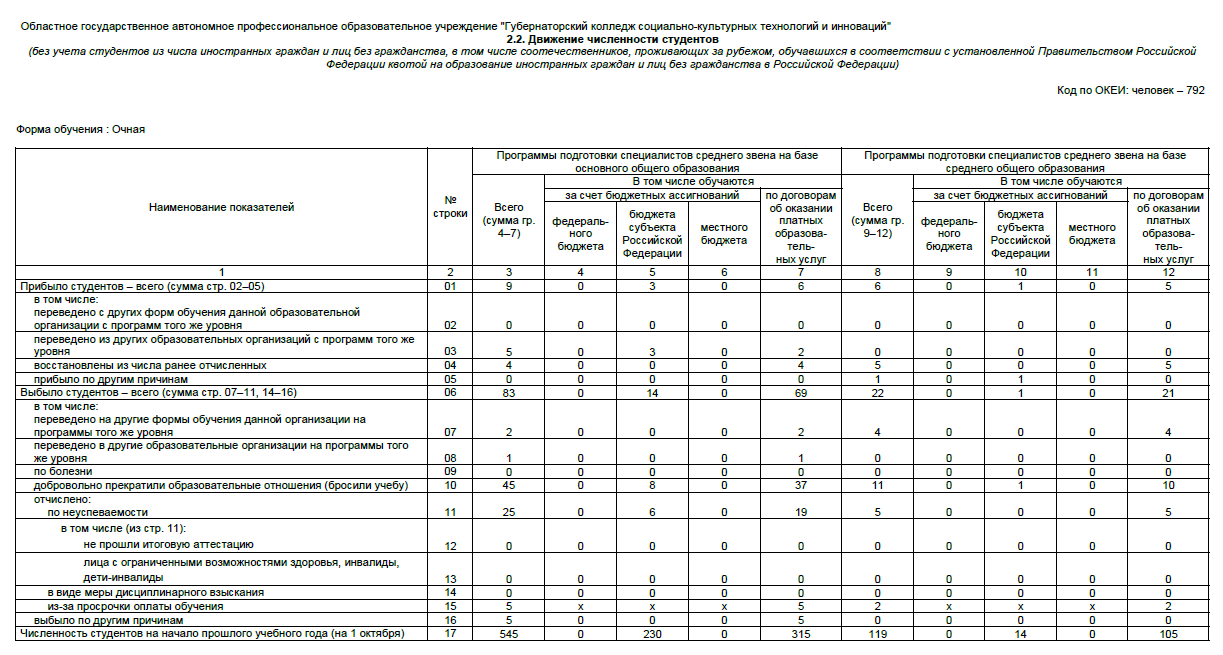 Областное государственное автономное профессиональное образовательное учреждение "Губернаторский колледж социально-культурных технологий и инноваций"
2.2. Движение численности студентов
(без учета студентов из числа иностранных граждан и лиц без гражданства, в том числе соотечественников, проживающих за рубежом, обучавшихся в соответствии с установленной Правительством Российской
Федерации квотой на образование иностранных граждан и лиц без гражданства в Российской Федерации)
Код по ОКЕИ: человек – 792
Форма обучения : Очная
Наименование показателей
№
строки
Программы подготовки специалистов среднего звена на базе
основного общего образования
Всего
(сумма гр.
4–7)
В том числе обучаются
за счет бюджетных ассигнований
федераль-
ного
бюджета
бюджета
субъекта
Российской
Федерации
местного
бюджета
по договорам
об оказании
платных
образова-
тель-
ных услуг
Программы подготовки специалистов среднего звена на базе
среднего общего образования
Всего
(сумма гр.
9–12)
В том числе обучаются
за счет бюджетных ассигнований
федераль-
ного
бюджета
бюджета
субъекта
Российской
Федерации
местного
бюджета
по договорам
об оказании
платных
образова-
тель-
ных услуг
1 2 3 4 5 6 7 8 9 10 11 12
Прибыло студентов – всего (сумма стр. 02–05) 01 9 0 3 0 6 6 0 1 0 5
в том числе:
переведено с других форм обучения данной образовательной
организации с программ того же уровня 02 0 0 0 0 0 0 0 0 0 0
переведено из других образовательных организаций с программ того же
уровня 03 5 0 3 0 2 0 0 0 0 0
восстановлены из числа ранее отчисленных 04 4 0 0 0 4 5 0 0 0 5
прибыло по другим причинам 05 0 0 0 0 0 1 0 1 0 0
Выбыло студентов – всего (сумма стр. 07–11, 14–16) 06 83 0 14 0 69 22 0 1 0 21
в том числе:
переведено на другие формы обучения данной организации на
программы того же уровня 07 2 0 0 0 2 4 0 0 0 4
переведено в другие образовательные организации на программы того
же уровня 08 1 0 0 0 1 0 0 0 0 0
по болезни 09 0 0 0 0 0 0 0 0 0 0
добровольно прекратили образовательные отношения (бросили учебу) 10 45 0 8 0 37 11 0 1 0 10
отчислено:
по неуспеваемости 11 25 0 6 0 19 5 0 0 0 5
в том числе (из стр. 11):
не прошли итоговую аттестацию 12 0 0 0 0 0 0 0 0 0 0
лица с ограниченными возможностями здоровья, инвалиды,
дети-инвалиды 13 0 0 0 0 0 0 0 0 0 0
в виде меры дисциплинарного взыскания 14 0 0 0 0 0 0 0 0 0 0
из-за просрочки оплаты обучения 15 5 x x x 5 2 x x x 2
выбыло по другим причинам 16 5 0 0 0 5 0 0 0 0 0
Численность студентов на начало прошлого учебного года (на 1 октября) 17 545 0 230 0 315 119 0 14 0 105